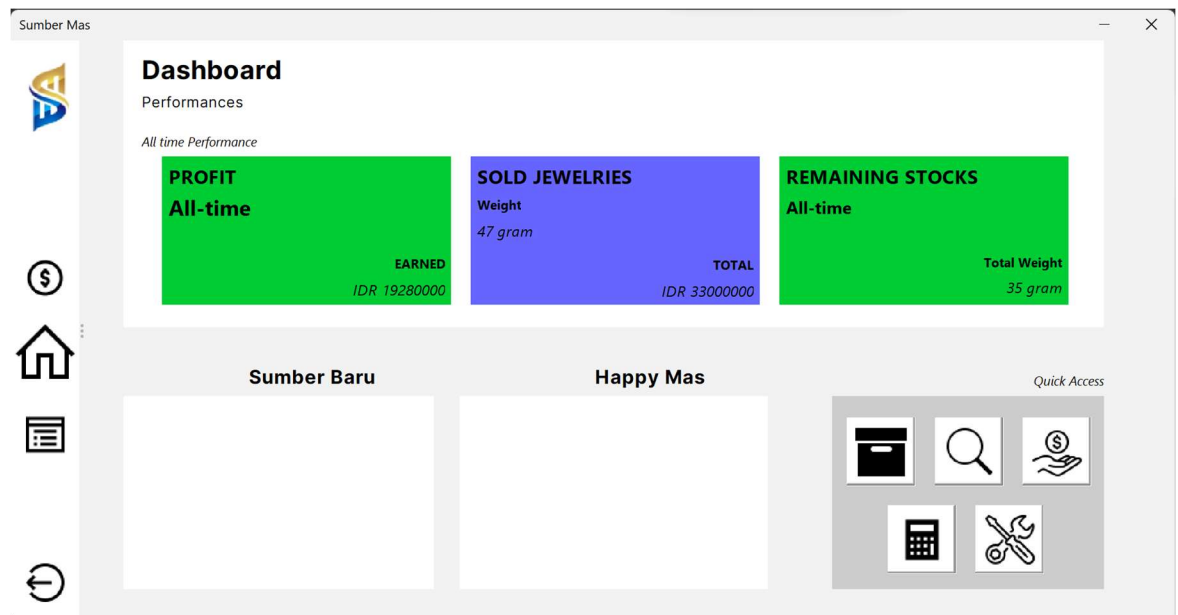 Sumber Mas
Dashboard
Performances
All time Performance
PROFIT
All-time
EARNED
IDR 19280000
SOLD JEWELRIES
Weight
47 gram
TOTAL
IDR 33000000
REMAINING STOCKS
All-time
Total Weight
35 gram
Sumber Baru
Happy Mas
Quick Access